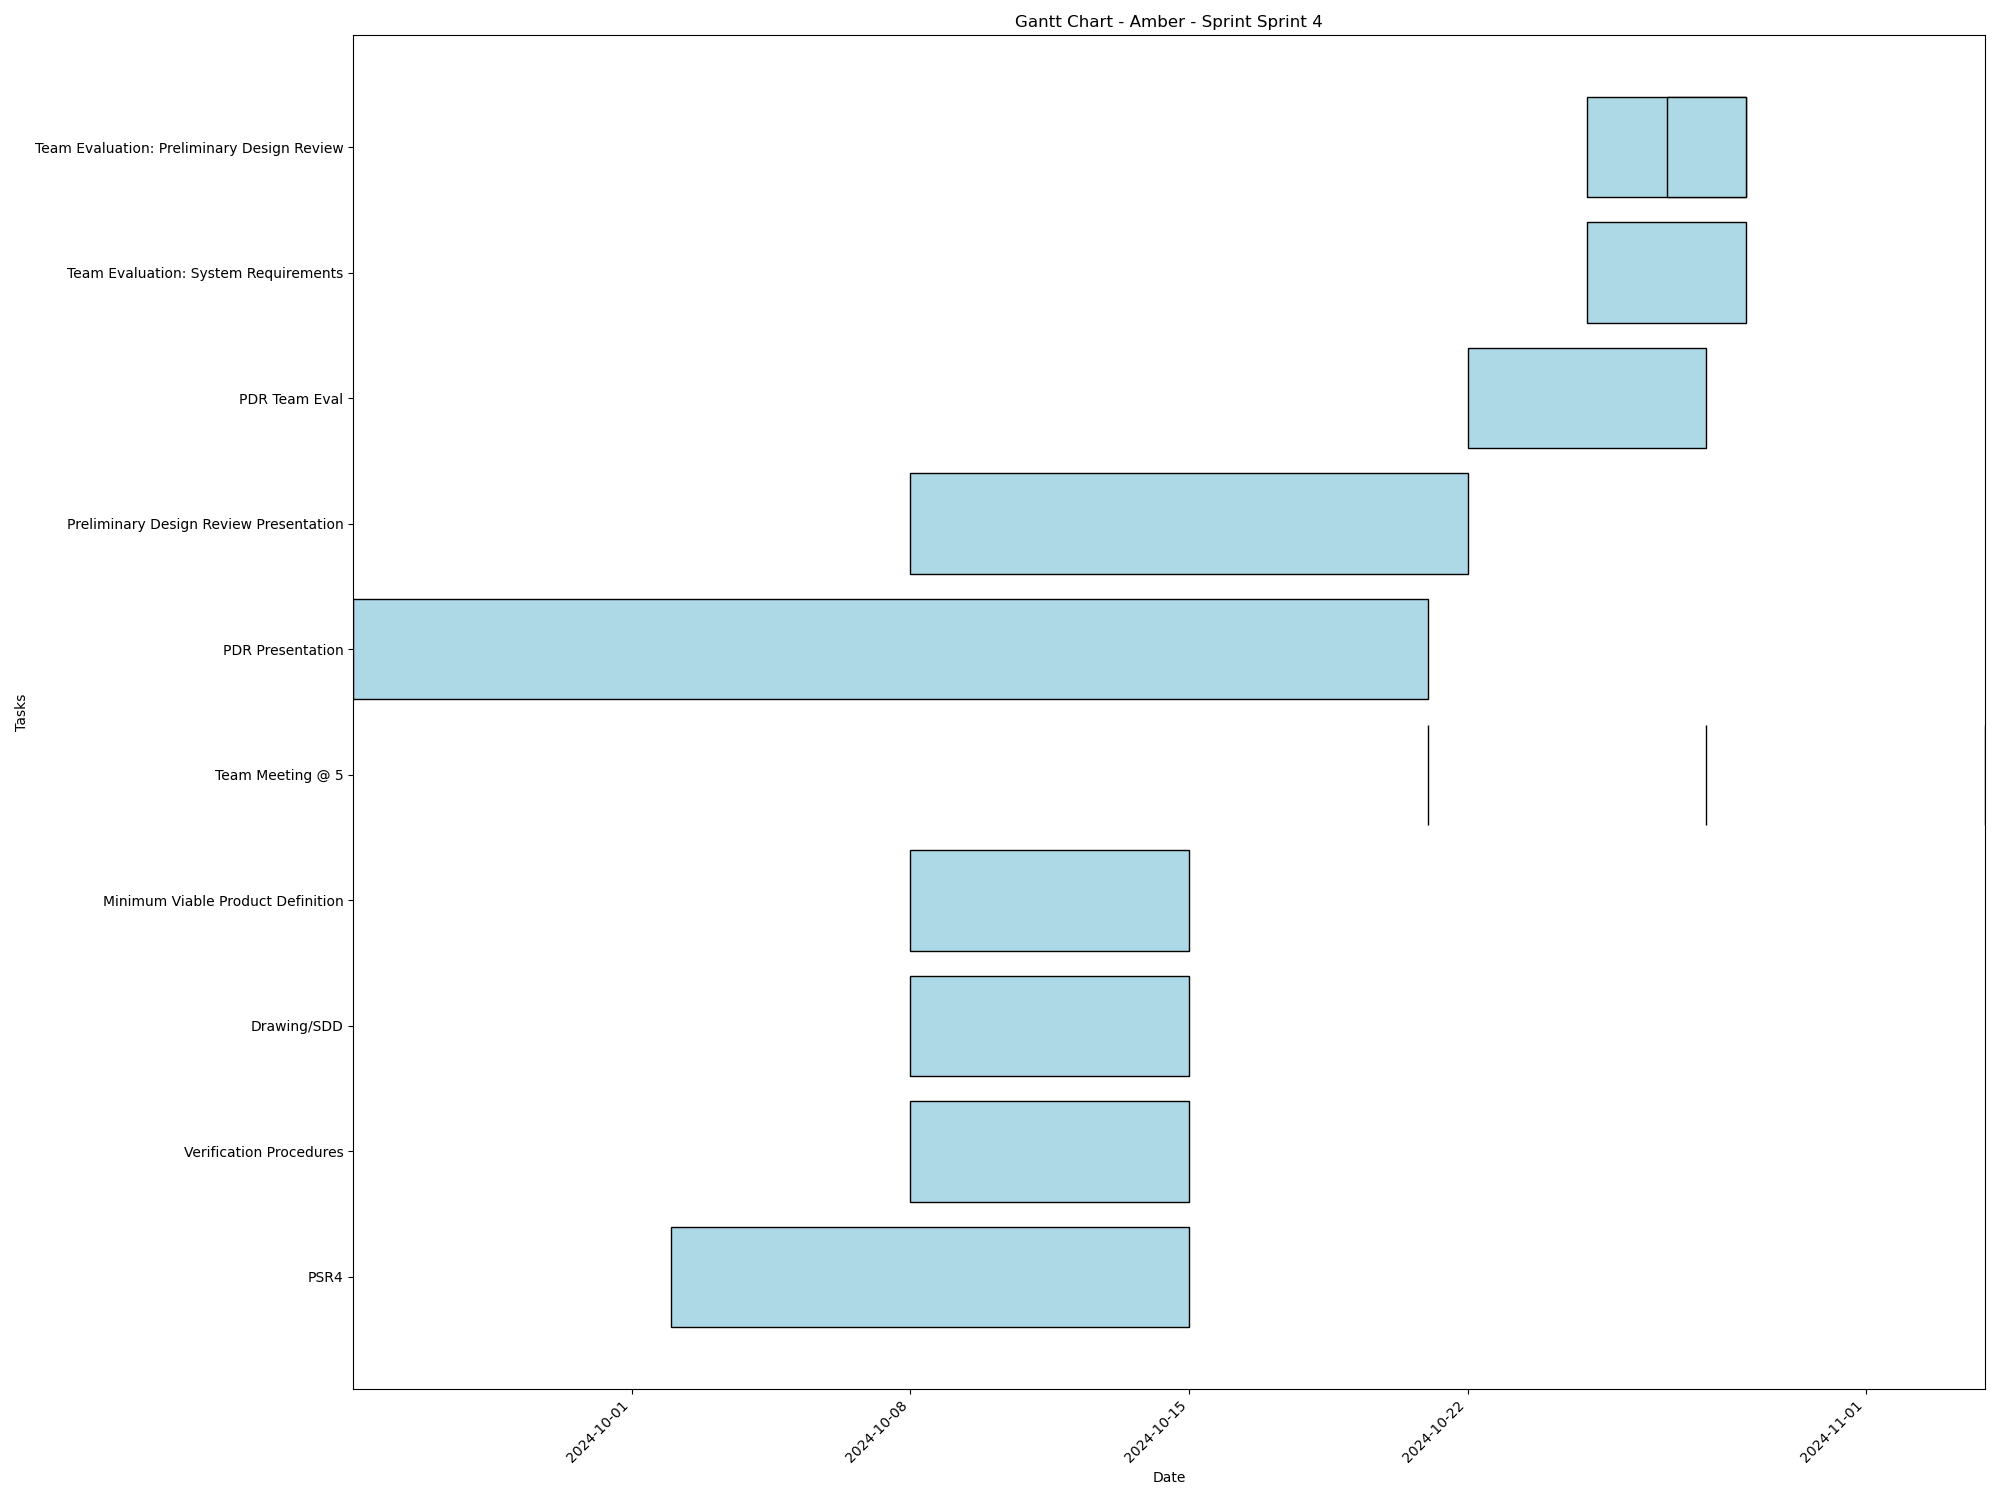 Gantt Chart - Amber - Sprint Sprint 4
Team Evaluation: Preliminary Design Review
Team Evaluation: System Requirements
PDR Team Eval
Preliminary Design Review Presentation
PDR Presentation
Tasks
Team Meeting @ 5
Minimum Viable Product Definition
Drawing/SDD
Verification Procedures
PSR4
2024-10-01
2024-10-08
2024-10-15
2024-10-22
2024-11-01
Date